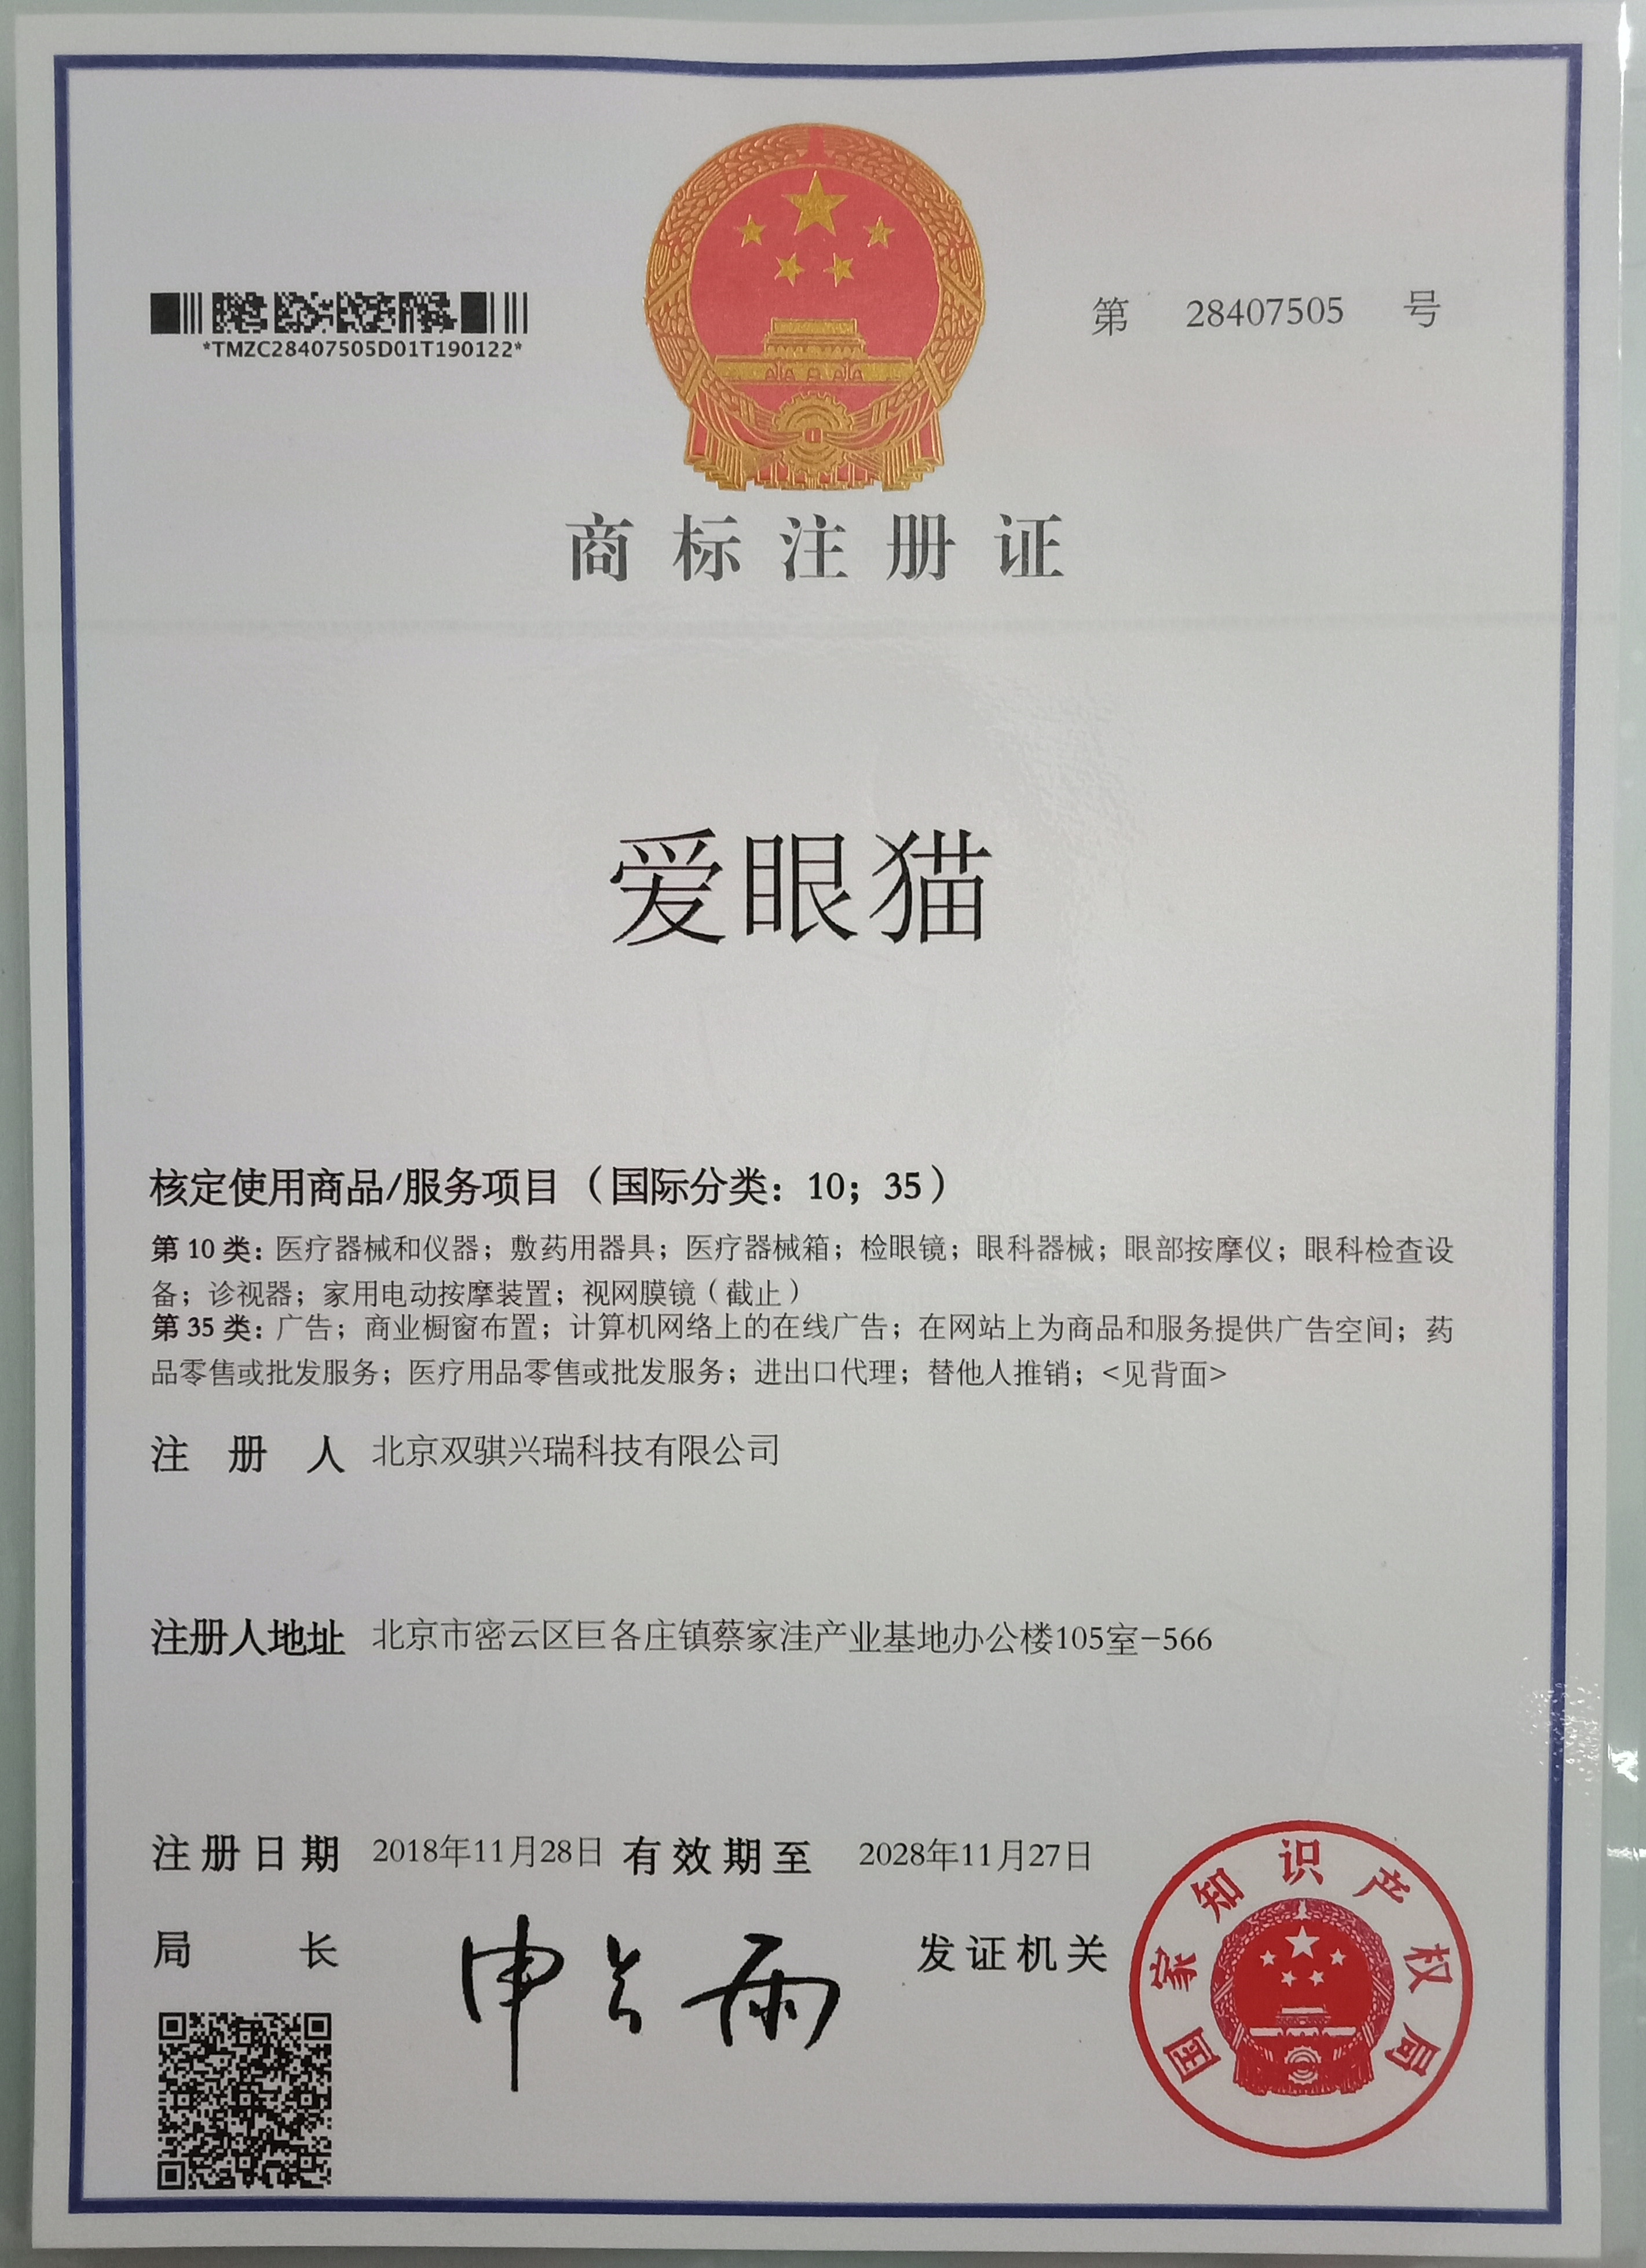 *TMZC28407505D01T190122*
第 28407505 号
商标注册证
爱眼猫
核定使用商品/服务项目（国际分类：10；35）
第 10 类：医疗器械和仪器；敷药用器具；医疗器械箱；检眼镜；眼科器械；眼部按摩仪；眼科检查设
备；诊视器；家用电动按摩装置；视网膜镜（截止）
第 35 类：广告；商业橱窗布置；计算机网络上的在线广告；在网站上为商品和服务提供广告空间；药
品零售或批发服务；医疗用品零售或批发服务；进出口代理；替他人推销；<见背面>
注册人 北京双骐兴瑞科技有限公司
注册人地址 北京市密云区巨各庄镇蔡家洼产业基地办公楼105室-566
注册日期 2018年11月28日 有效期至 2028年11月27日
局长 申长雨 发证机关
国家知识产权局